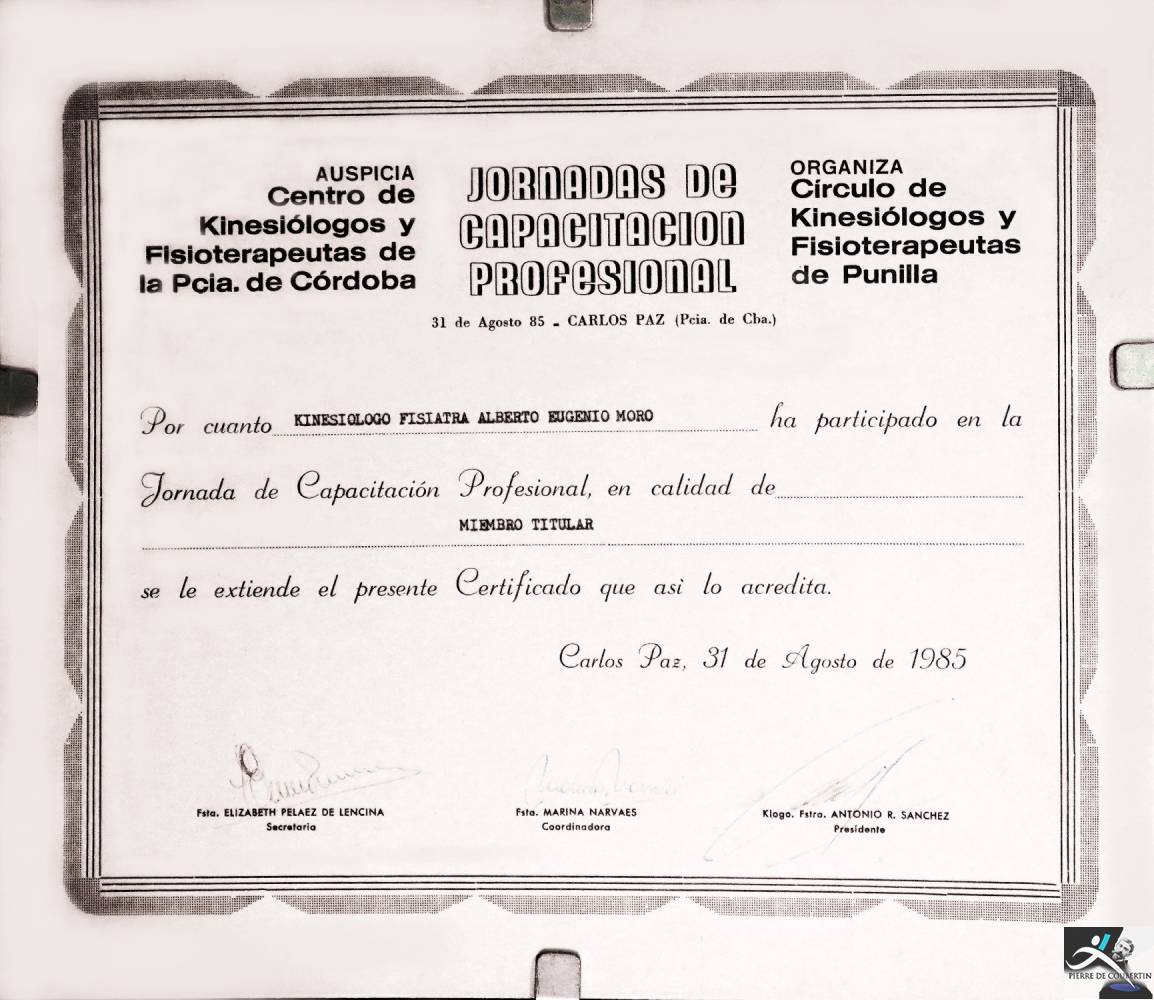 AUSPICIA
Centro de
Kinesiólogos y
Fisioterapeutas de
la Pcia. de Córdoba
JORNADAS DE
CAPACITACION
PROFESIONAL
ORGANIZA
Círculo de
Kinesiólogos y
Fisioterapeutas
de Punilla
31 de Agosto 85 - CARLOS PAZ (Pcia. de Cba.)
Por cuanto KINESIOLOGO FISIATRA ALBERTO EUGENIO MORO ha participado en la
Jornada de Capacitación Profesional, en calidad de
MIEMBRO TITULAR
se le extiende el presente Certificado que asì lo acredita.
Carlos Paz, 31 de Agosto de 1985
Fsta. ELIZABETH PELAEZ DE LENCINA
Secretaria
Fsta. MARINA NARVAES
Coordinadora
Klogo. Fstra. ANTONIO R. SANCHEZ
Presidente
PIERRE DE COUBERTIN